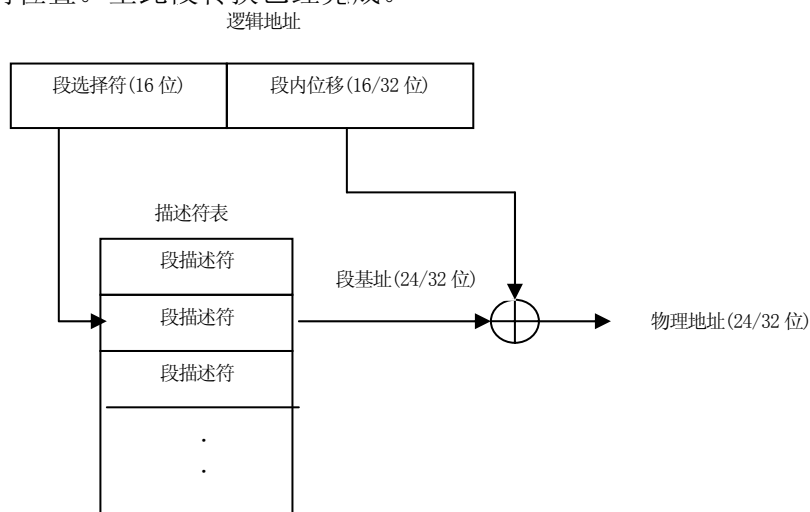 逻辑地址
段选择符(16 位) 段内位移(16/32 位)
描述符表
段描述符
段基址(24/32 位)
段描述符
物理地址(24/32 位)
段描述符
.
.